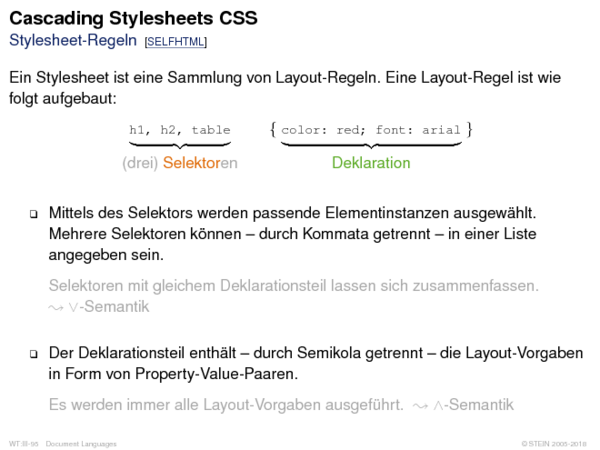 Cascading Stylesheets CSS
Stylesheet-Regeln [SELFHTML]
Ein Stylesheet ist eine Sammlung von Layout-Regeln. Eine Layout-Regel ist wie
folgt aufgebaut:
h1, h2, table { color: red; font: arial }
(drei) Selektoren Deklaration
❑ Mittels des Selektors werden passende Elementinstanzen ausgewählt.
Mehrere Selektoren können – durch Kommata getrennt – in einer Liste
angegeben sein.
Selektoren mit gleichem Deklarationsteil lassen sich zusammenfassen.
⤳ ∨-Semantik
❑ Der Deklarationsteil enthält – durch Semikola getrennt – die Layout-Vorgaben
in Form von Property-Value-Paaren.
Es werden immer alle Layout-Vorgaben ausgeführt. ⤳ ∧-Semantik
WT:III-95 Document Languages © STEIN 2005-2018